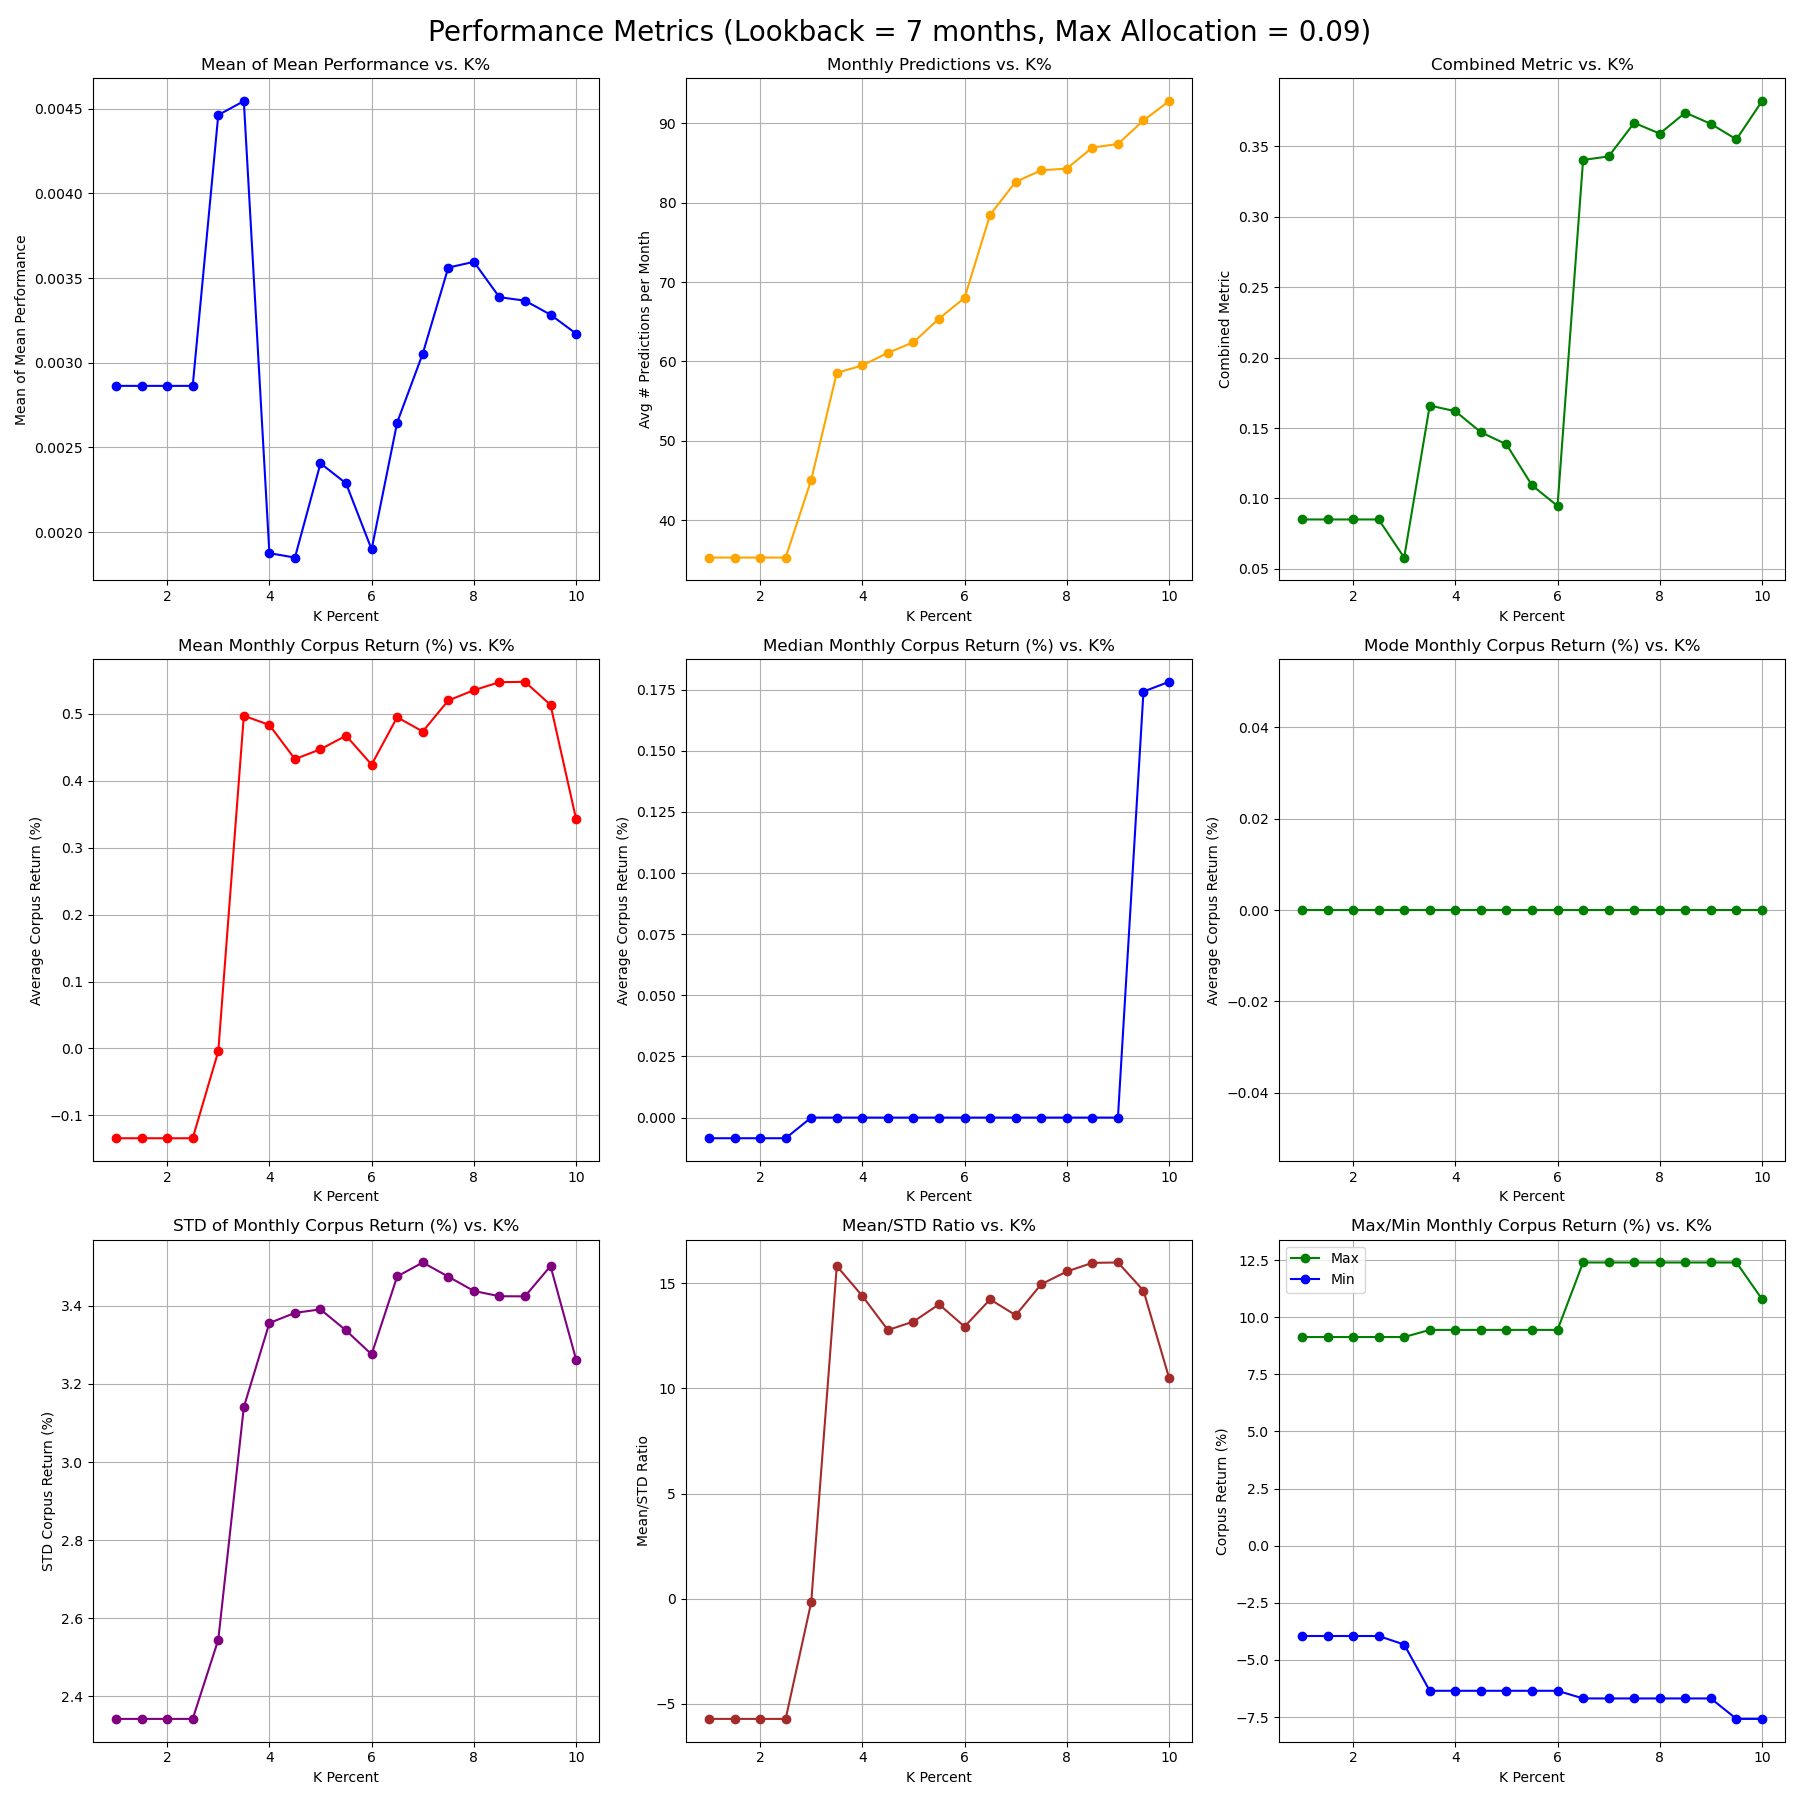 Performance Metrics (Lookback = 7 months, Max Allocation = 0.09)
Mean of Mean Performance vs. K%
Mean of Mean Performance
0.0045
0.0040
0.0035
0.0030
0.0025
0.0020
2 4 6 8 10
K Percent
Monthly Predictions vs. K%
Avg # Predictions per Month
90
80
70
60
50
40
2 4 6 8 10
K Percent
Combined Metric vs. K%
Combined Metric
0.35
0.30
0.25
0.20
0.15
0.10
0.05
2 4 6 8 10
K Percent
Mean Monthly Corpus Return (%) vs. K%
Average Corpus Return (%)
0.5
0.4
0.3
0.2
0.1
0.0
−0.1
2 4 6 8 10
K Percent
Median Monthly Corpus Return (%) vs. K%
Average Corpus Return (%)
0.175
0.150
0.125
0.100
0.075
0.050
0.025
0.000
2 4 6 8 10
K Percent
Mode Monthly Corpus Return (%) vs. K%
Average Corpus Return (%)
0.04
0.02
0.00
−0.02
−0.04
2 4 6 8 10
K Percent
STD of Monthly Corpus Return (%) vs. K%
STD Corpus Return (%)
3.4
3.2
3.0
2.8
2.6
2.4
2 4 6 8 10
K Percent
Mean/STD Ratio vs. K%
Mean/STD Ratio
15
10
5
0
−5
2 4 6 8 10
K Percent
Max/Min Monthly Corpus Return (%) vs. K%
Max
Min
Corpus Return (%)
12.5
10.0
7.5
5.0
2.5
0.0
−2.5
−5.0
−7.5
2 4 6 8 10
K Percent